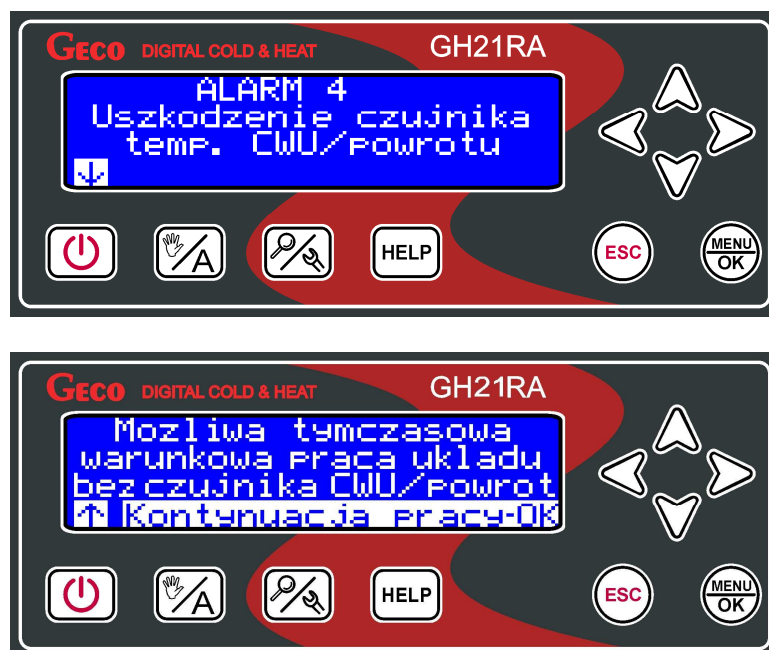 GECO DIGITAL COLD & HEAT GH21RA
ALARM 4
Uszkodzenie czujnika
temp. CWU/powrotu
↓
A
HELP
ESC
MENU
OK
GECO DIGITAL COLD & HEAT GH21RA
Mozliwa tymczasowa
warunkowa praca ukladu
bez czujnika CWU/powrot
↑ Kontynuacja pracy-OK
A
HELP
ESC
MENU
OK